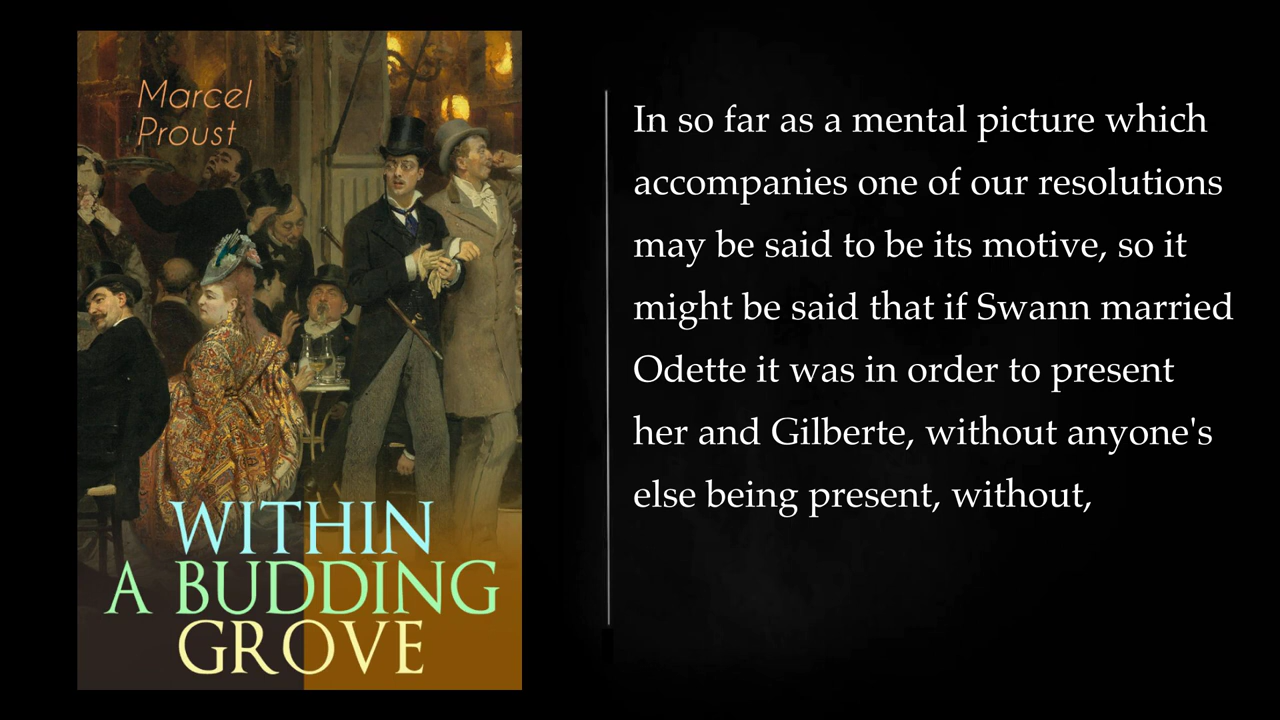 Marcel
Proust
WITHIN
A BUDDING
GROVE
In so far as a mental picture which
accompanies one of our resolutions
may be said to be its motive, so it
might be said that if Swann married
Odette it was in order to present
her and Gilberte, without anyone's
else being present, without,